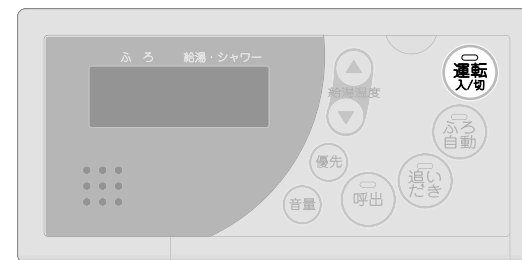 ふろ 給湯・シャワー
運転
入/切
給湯温度
ふろ
自動
優先
追い
だき
音量
呼出